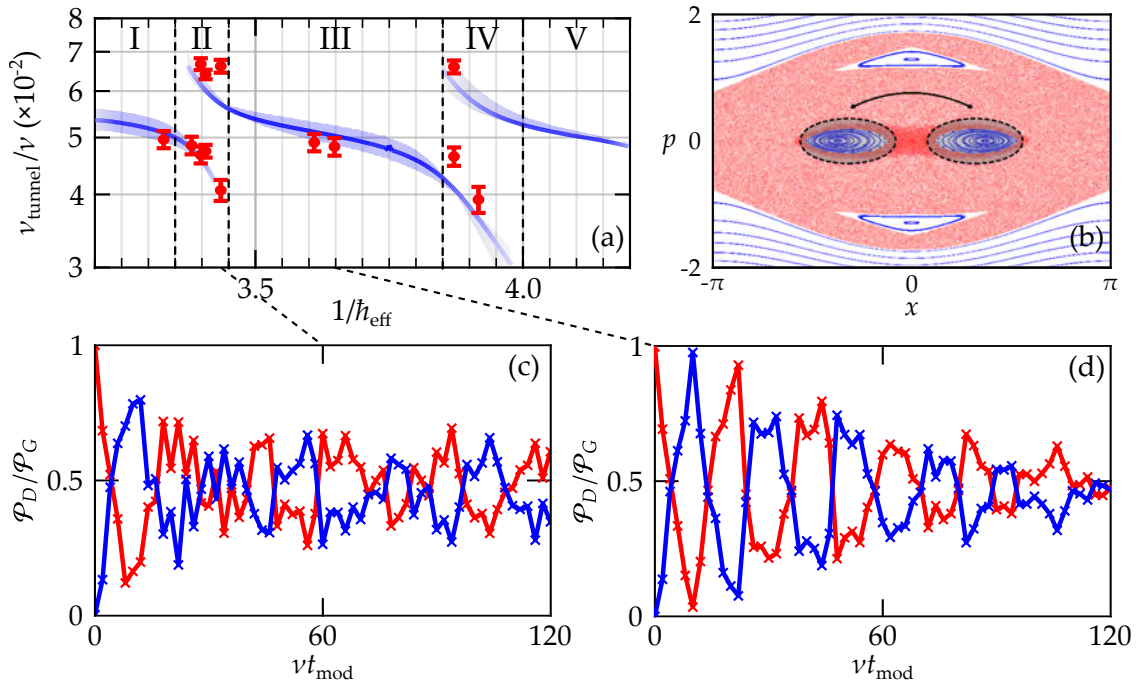 8
7
6
5
4
3
ν_tunnel/ν (×10⁻²)
I II III IV V
(a)
3.5 4.0
1/ℏ_eff
2
0
-2
p
(b)
-π 0 π
x
1
0.5
0
𝒫_D/𝒫_G
(c)
0 60 120
νt_mod
1
0.5
0
𝒫_D/𝒫_G
(d)
0 60 120
νt_mod